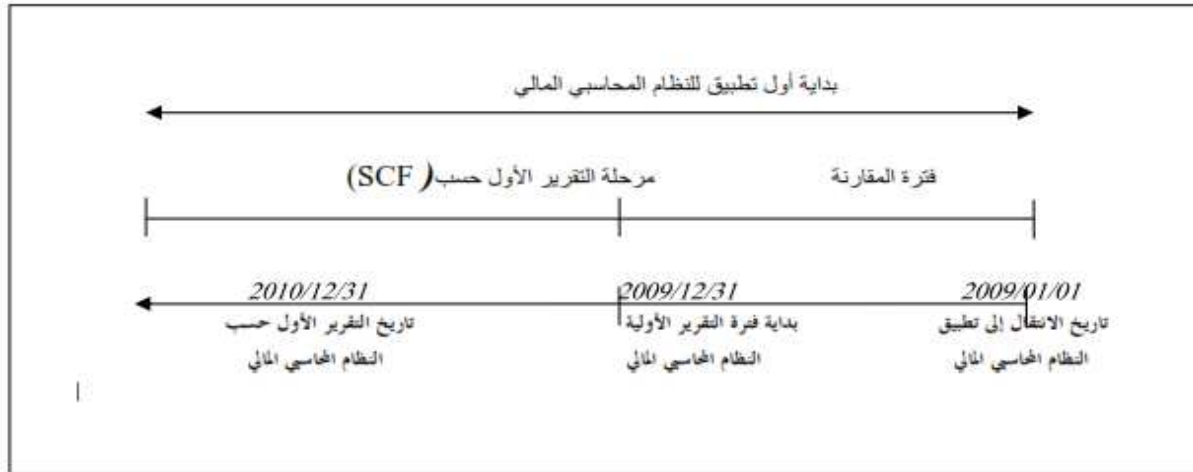 بداية أول تطبيق للنظام المحاسبي المالي
فترة المقارنة
مرحلة التقرير الأول حسب( SCF)
2009/01/01
2009/12/31
2010/12/31
تاريخ الانتقال إلى تطبيق
النظام المحاسبي المالي
بداية فترة التقرير الأولية
النظام المحاسبي المالي
تاريخ التقرير الأول حسب
النظام المحاسبي المالي